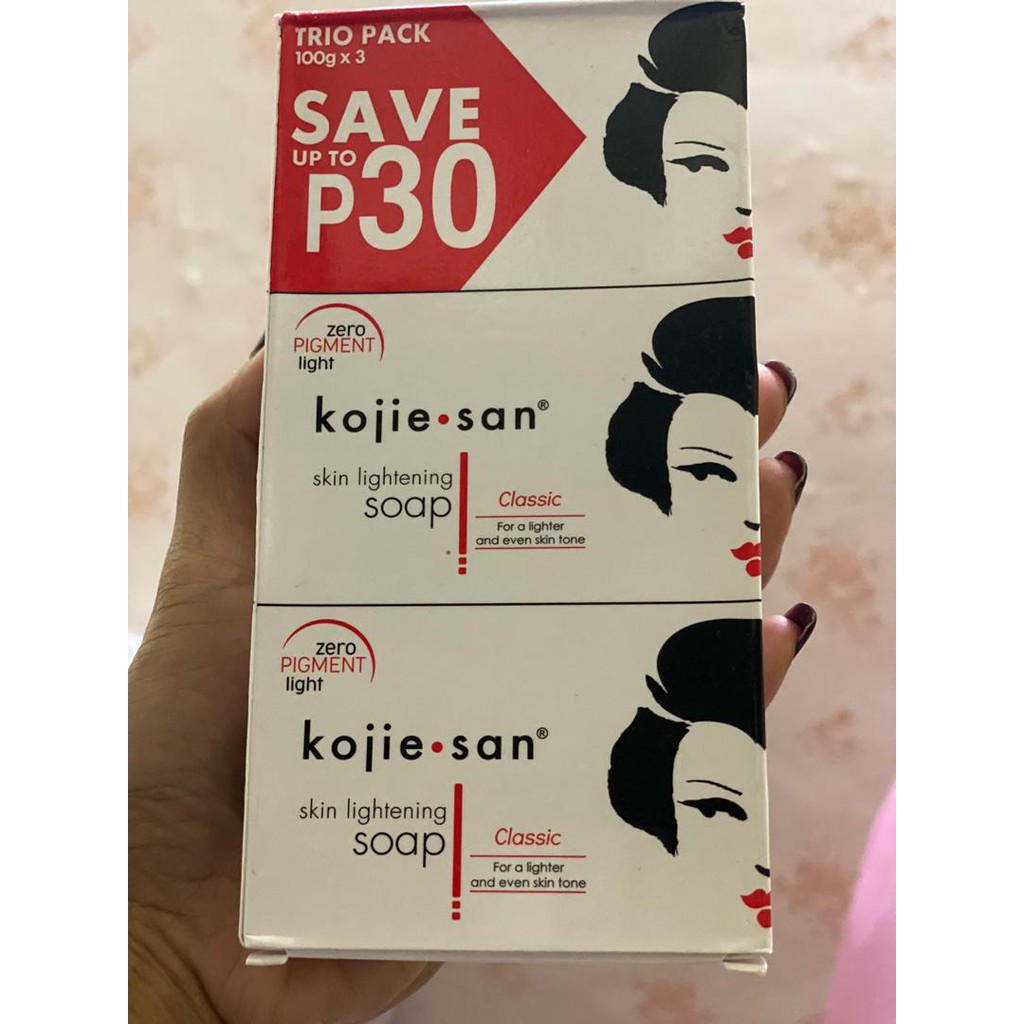 TRIO PACK
100g x 3
SAVE
UP TO
P30
zero
PIGMENT
light
kojie•san®
skin lightening
soap
Classic
For a lighter
and even skin tone
zero
PIGMENT
light
kojie•san®
skin lightening
soap
Classic
For a lighter
and even skin tone